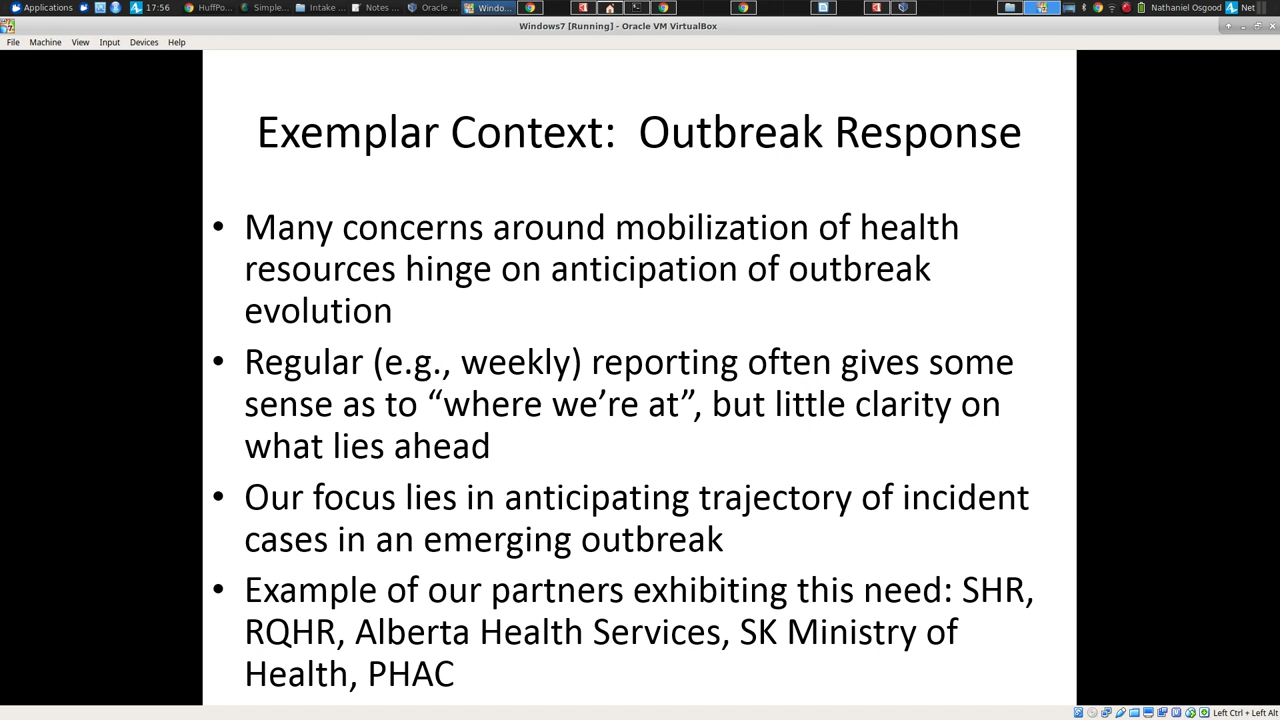 Applications
17:56
HuffPo...
Simple...
Intake ...
Notes ...
Oracle ...
Windo...
Nathaniel Osgood
Net
Windows7 [Running] - Oracle VM VirtualBox
File Machine View Input Devices Help
Exemplar Context: Outbreak Response
• Many concerns around mobilization of health
resources hinge on anticipation of outbreak
evolution
• Regular (e.g., weekly) reporting often gives some
sense as to “where we’re at”, but little clarity on
what lies ahead
• Our focus lies in anticipating trajectory of incident
cases in an emerging outbreak
• Example of our partners exhibiting this need: SHR,
RQHR, Alberta Health Services, SK Ministry of
Health, PHAC
Left Ctrl + Left Alt